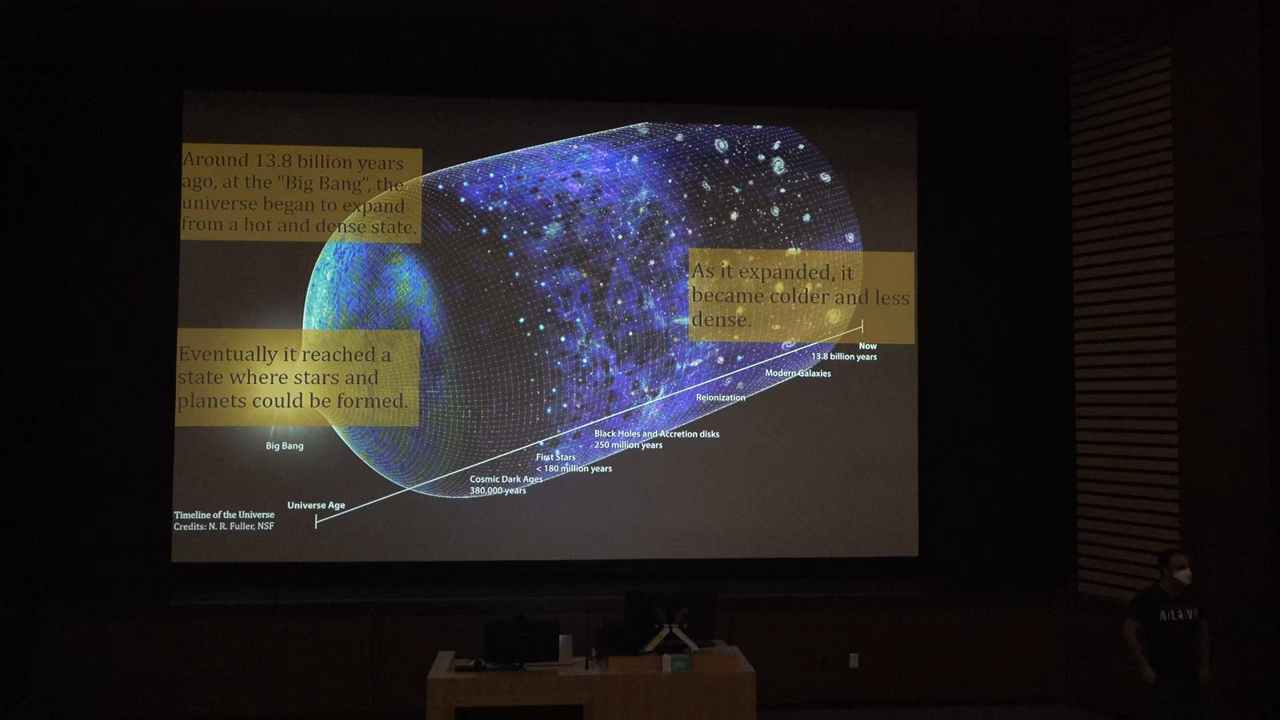 Around 13.8 billion years
ago, at the “Big Bang”, the
universe began to expand
from a hot and dense state.
As it expanded, it
became colder and less
dense.
Eventually it reached a
state where stars and
planets could be formed.
Big Bang
Now
13.8 billion years
Modern Galaxies
Reionization
Black Holes and Accretion disks
250 million years
First Stars
< 180 million years
Cosmic Dark Ages
380.000 years
Universe Age
Timeline of the Universe
Credits: N. R. Fuller, NSF